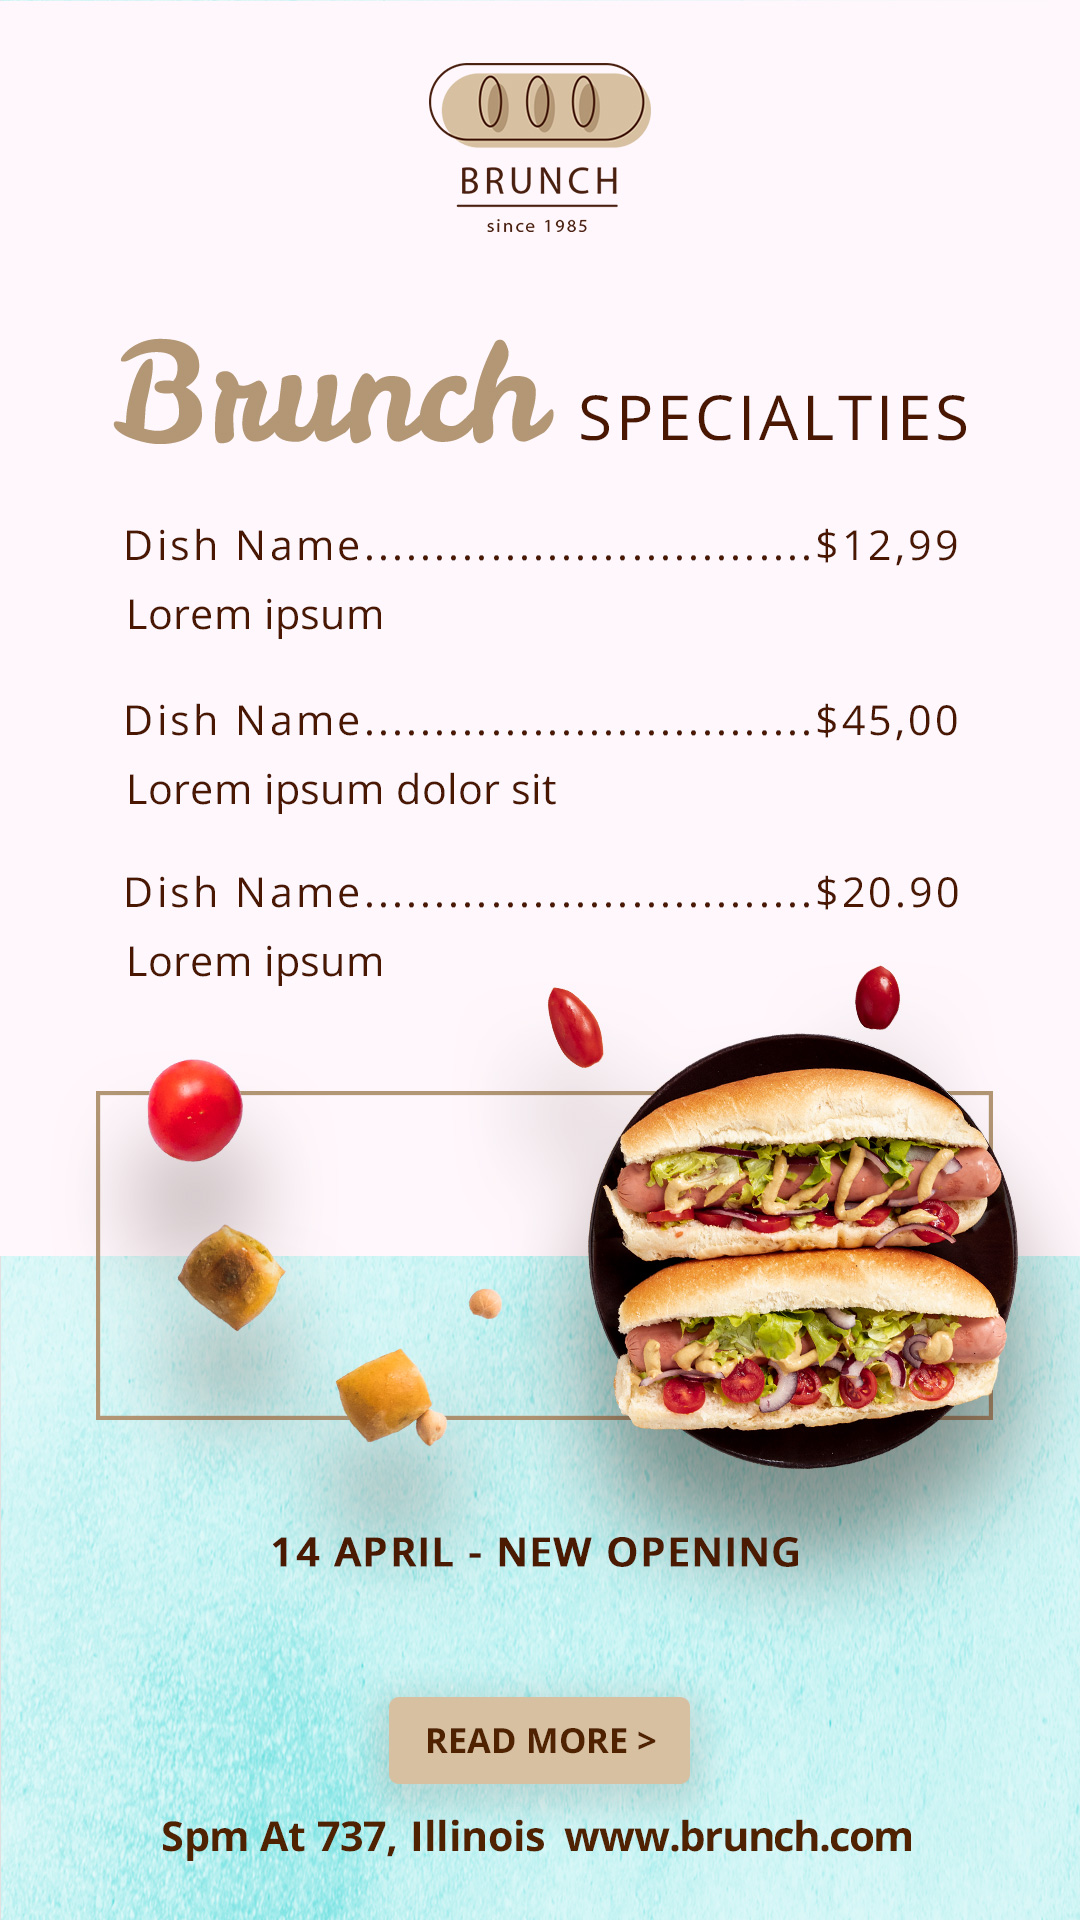 BRUNCH
since 1985
Brunch SPECIALTIES
Dish Name................................$12,99
Lorem ipsum
Dish Name................................$45,00
Lorem ipsum dolor sit
Dish Name................................$20.90
Lorem ipsum
14 APRIL - NEW OPENING
READ MORE >
5pm At 737, Illinois www.brunch.com